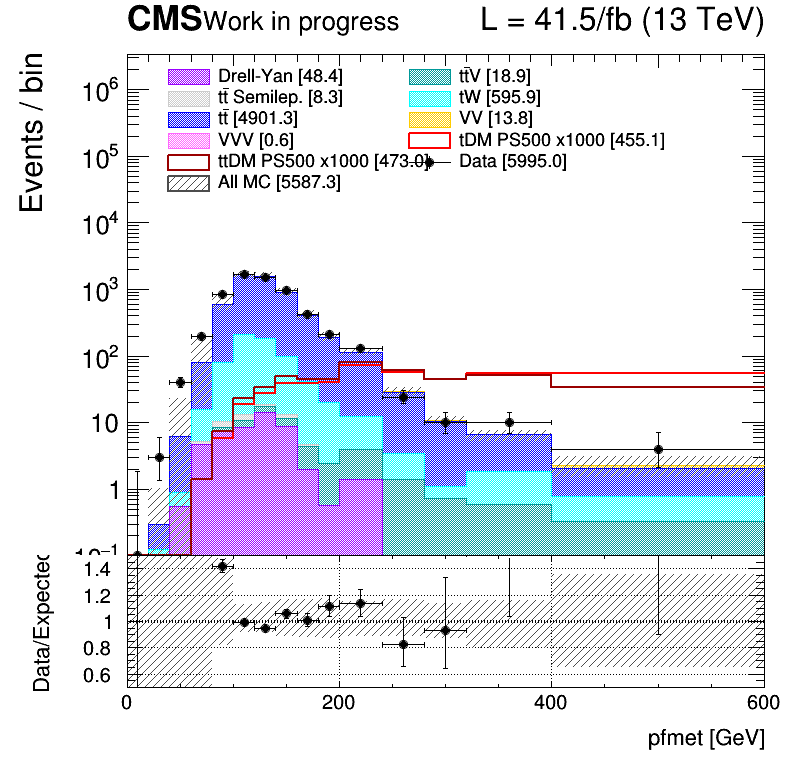 CMS Work in progress L = 41.5/fb (13 TeV)
Events / bin
Drell-Yan [48.4] tt̄V [18.9]
tt̄ Semilep. [8.3] tW [595.9]
tt̄ [4901.3] VV [13.8]
VVV [0.6] tDM PS500 x1000 [455.1]
ttDM PS500 x1000 [473.0] Data [5995.0]
All MC [5587.3]
10⁶
10⁵
10⁴
10³
10²
10
1
10⁻¹
Data/Expected
1.4
1.2
1
0.8
0.6
0 200 400 600
pfmet [GeV]